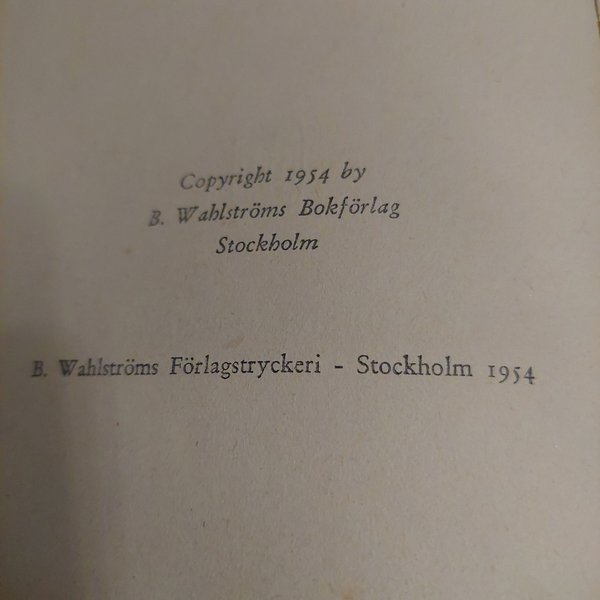 Copyright 1954 by
B. Wahlströms Bokförlag
Stockholm
B. Wahlströms Förlagstryckeri - Stockholm 1954